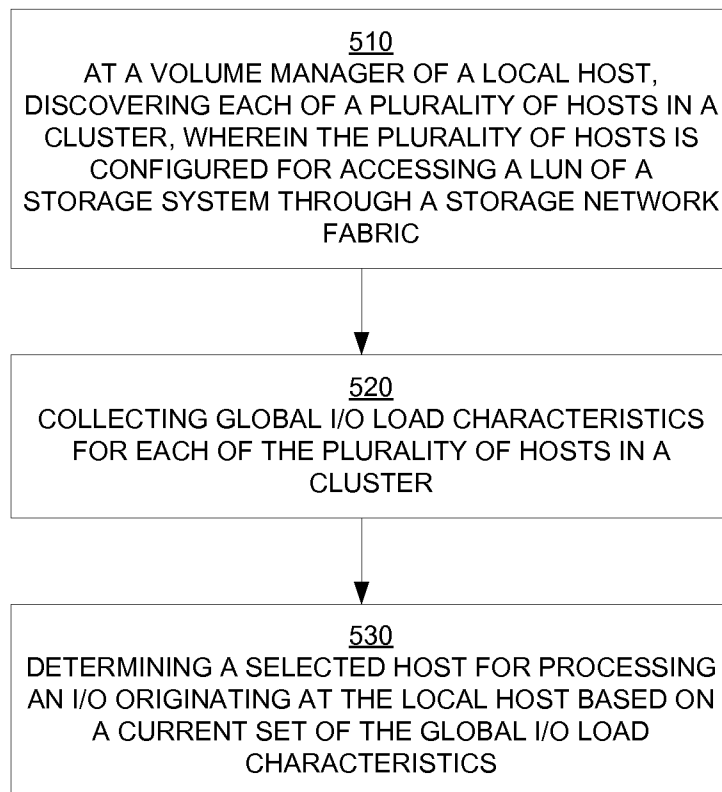 510
AT A VOLUME MANAGER OF A LOCAL HOST,
DISCOVERING EACH OF A PLURALITY OF HOSTS IN A
CLUSTER, WHEREIN THE PLURALITY OF HOSTS IS
CONFIGURED FOR ACCESSING A LUN OF A
STORAGE SYSTEM THROUGH A STORAGE NETWORK
FABRIC
520
COLLECTING GLOBAL I/O LOAD CHARACTERISTICS
FOR EACH OF THE PLURALITY OF HOSTS IN A
CLUSTER
530
DETERMINING A SELECTED HOST FOR PROCESSING
AN I/O ORIGINATING AT THE LOCAL HOST BASED ON
A CURRENT SET OF THE GLOBAL I/O LOAD
CHARACTERISTICS